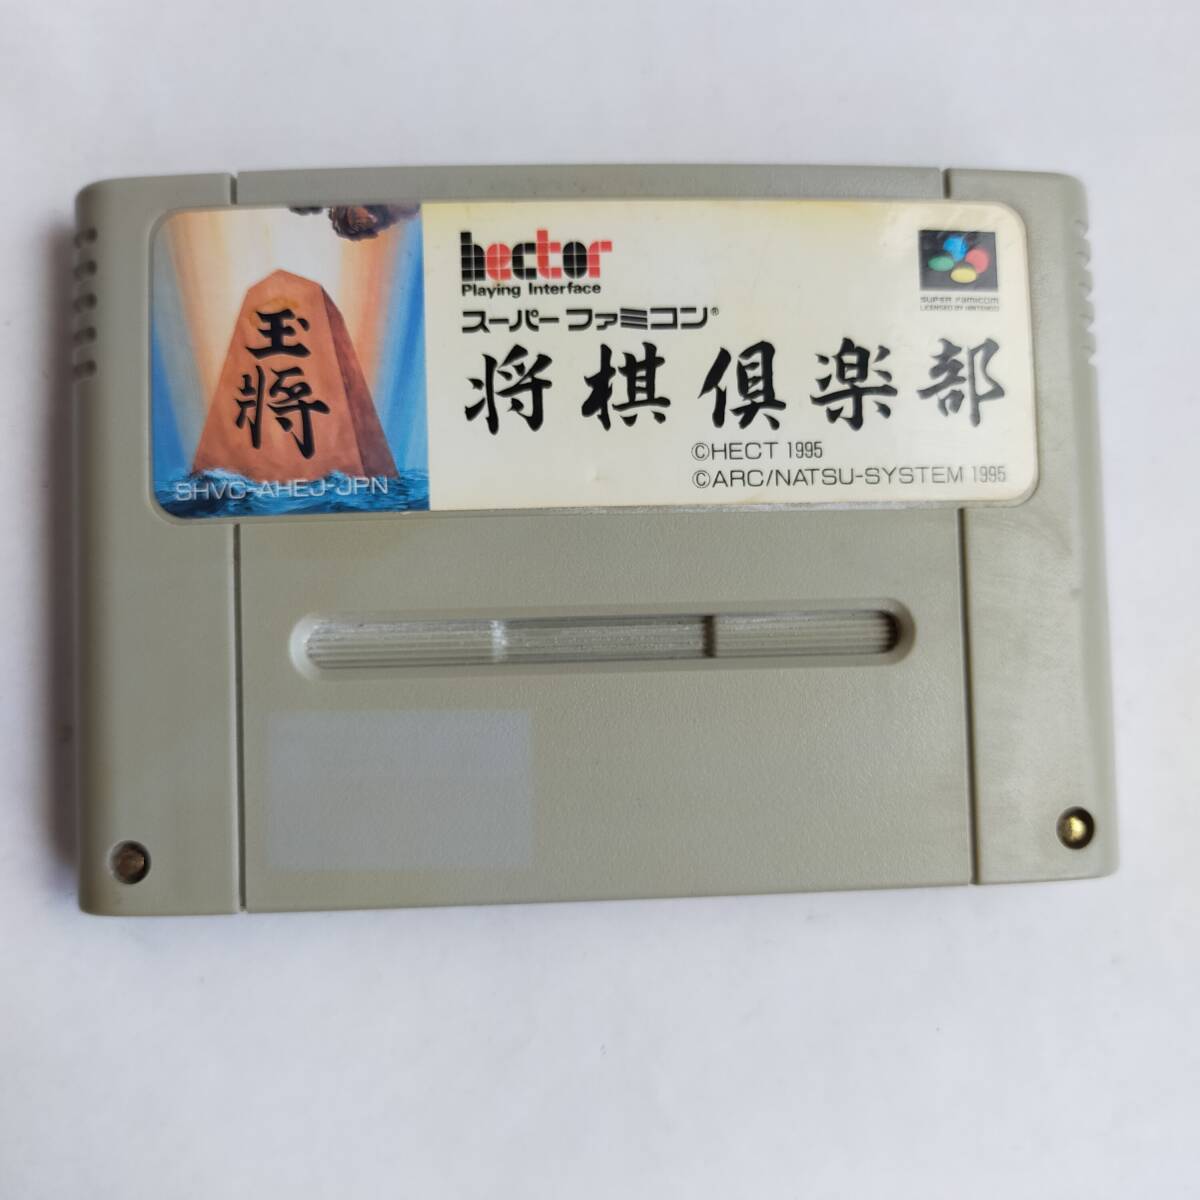 玉
將
SHVC-AHEJ-JPN
hector
Playing Interface
スーパーファミコン®
将棋倶楽部
©HECT 1995
©ARC/NATSU-SYSTEM 1995
SUPER FAMICOM
LICENSED BY NINTENDO